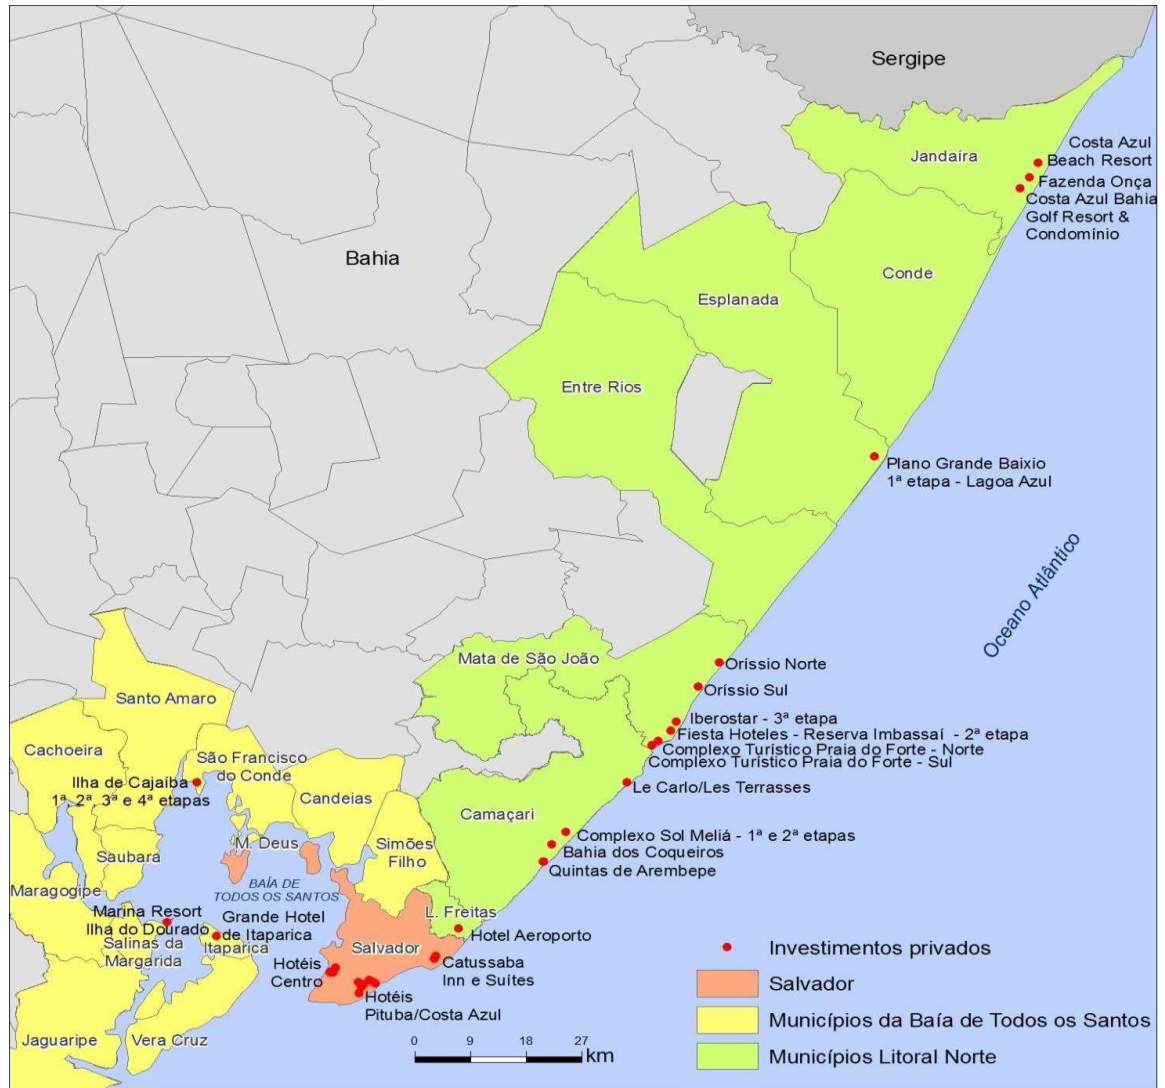 Sergipe
Costa Azul
Beach Resort
Jandaíra
Fazenda Onça
Costa Azul Bahia
Golf Resort &
Condomínio
Bahia
Conde
Esplanada
Entre Rios
Plano Grande Baixio
1ª etapa - Lagoa Azul
Oceano Atlântico
Mata de São João
Oríssio Norte
Oríssio Sul
Santo Amaro
Iberostar - 3ª etapa
Fiesta Hoteles - Reserva Imbassaí - 2ª etapa
Complexo Turístico Praia do Forte - Norte
Complexo Turístico Praia do Forte - Sul
Cachoeira
São Francisco
do Conde
Ilha de Cajaíba
1ª, 2ª, 3ª e 4ª etapas
Candeias
Le Carlo/Les Terrasses
Camaçari
Complexo Sol Meliá - 1ª e 2ª etapas
Bahia dos Coqueiros
Quintas de Arembepe
M. Deus
Simões
Filho
Saubara
BAÍA DE
TODOS OS SANTOS
Maragogipe
Marina Resort
Ilha do Dourado
Grande Hotel
de Itaparica
L. Freitas
Hotel Aeroporto
Salinas da
Margarida
Itaparica
Salvador
Hotéis
Centro
Catussaba
Inn e Suítes
Hotéis
Pituba/Costa Azul
Jaguaripe
Vera Cruz
Investimentos privados
Salvador
Municípios da Baía de Todos os Santos
Municípios Litoral Norte
0 9 18 27
km